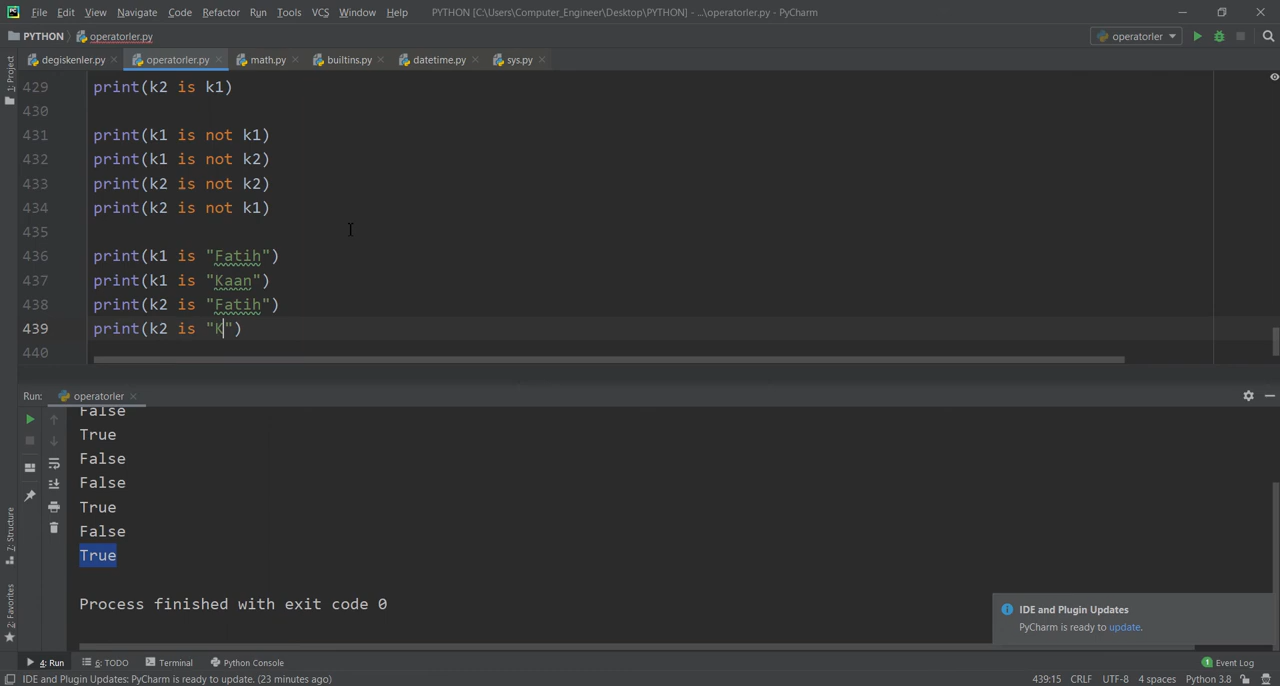 File Edit View Navigate Code Refactor Run Tools VCS Window Help PYTHON [C:\Users\Computer_Engineer\Desktop\PYTHON] - ...\operatorler.py - PyCharm
PYTHON operatorler.py operatorler
degiskenler.py operatorler.py math.py builtins.py datetime.py sys.py
1: Project
429 print(k2 is k1)
430
431 print(k1 is not k1)
432 print(k1 is not k2)
433 print(k2 is not k2)
434 print(k2 is not k1)
435
436 print(k1 is "Fatih")
437 print(k1 is "Kaan")
438 print(k2 is "Fatih")
439 print(k2 is "K")
440
Run: operatorler
False
True
False
False
True
False
True
Process finished with exit code 0
7: Structure
2: Favorites
IDE and Plugin Updates
PyCharm is ready to update.
4: Run 6: TODO Terminal Python Console 1 Event Log
IDE and Plugin Updates: PyCharm is ready to update. (23 minutes ago) 439:15 CRLF UTF-8 4 spaces Python 3.8